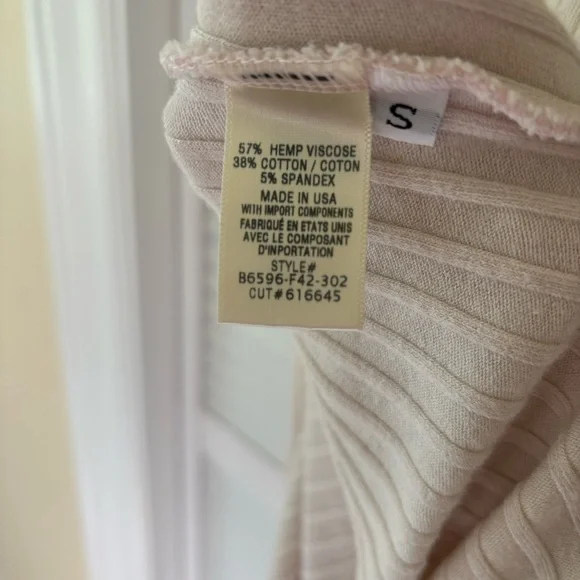 S
57% HEMP VISCOSE
38% COTTON / COTON
5% SPANDEX
MADE IN USA
WITH IMPORT COMPONENTS
FABRIQUÉ EN ETATS UNIS
AVEC LE COMPOSANT
D'INPORTATION
STYLE#
B6596-F42-302
CUT#616645